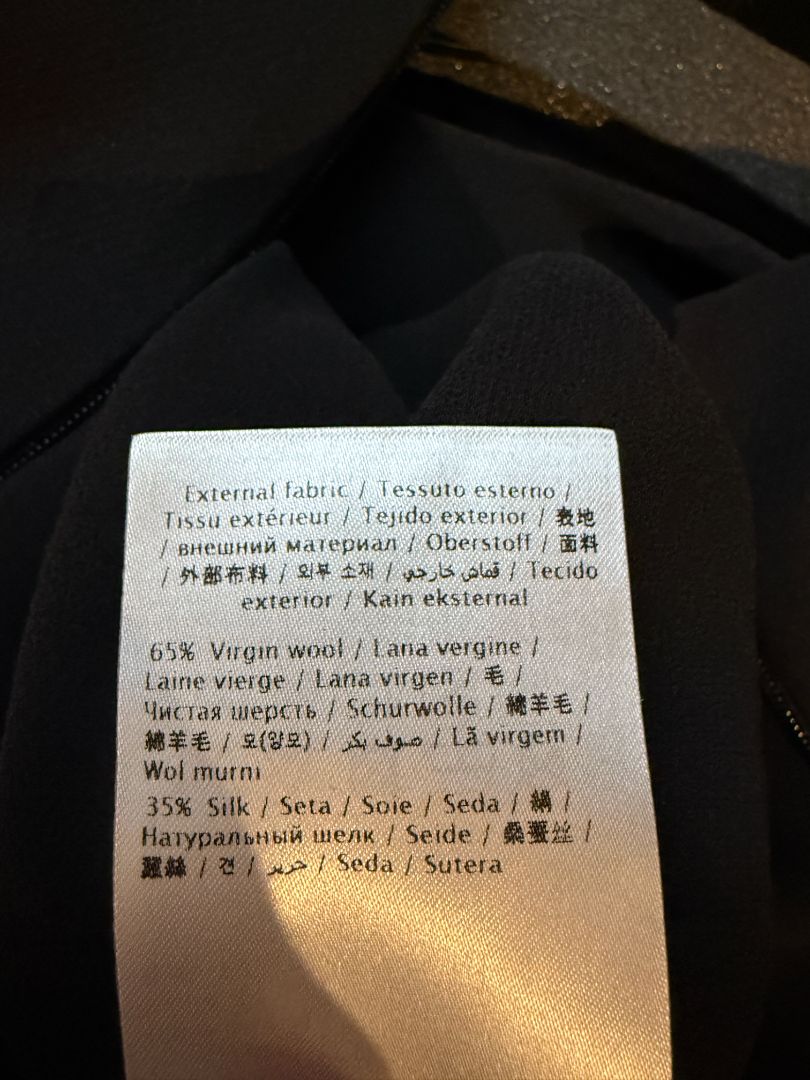 External fabric / Tessuto esterno /
Tissu extérieur / Tejido exterior / 表地
/ внешний материал / Oberstoff / 面料
/ 外部布料 / 외부 소재 / قماش خارجي / Tecido
exterior / Kain eksternal
65% Virgin wool / Lana vergine /
Laine vierge / Lana virgen / 毛 /
Чистая шерсть / Schurwolle / 綿羊毛 /
綿羊毛 / 모(양모) / صوف بكر / Lã virgem /
Wol murni
35% Silk / Seta / Soie / Seda / 絹 /
Натуральный шелк / Seide / 桑蚕丝 /
蠶絲 / 견 / حرير / Seda / Sutera